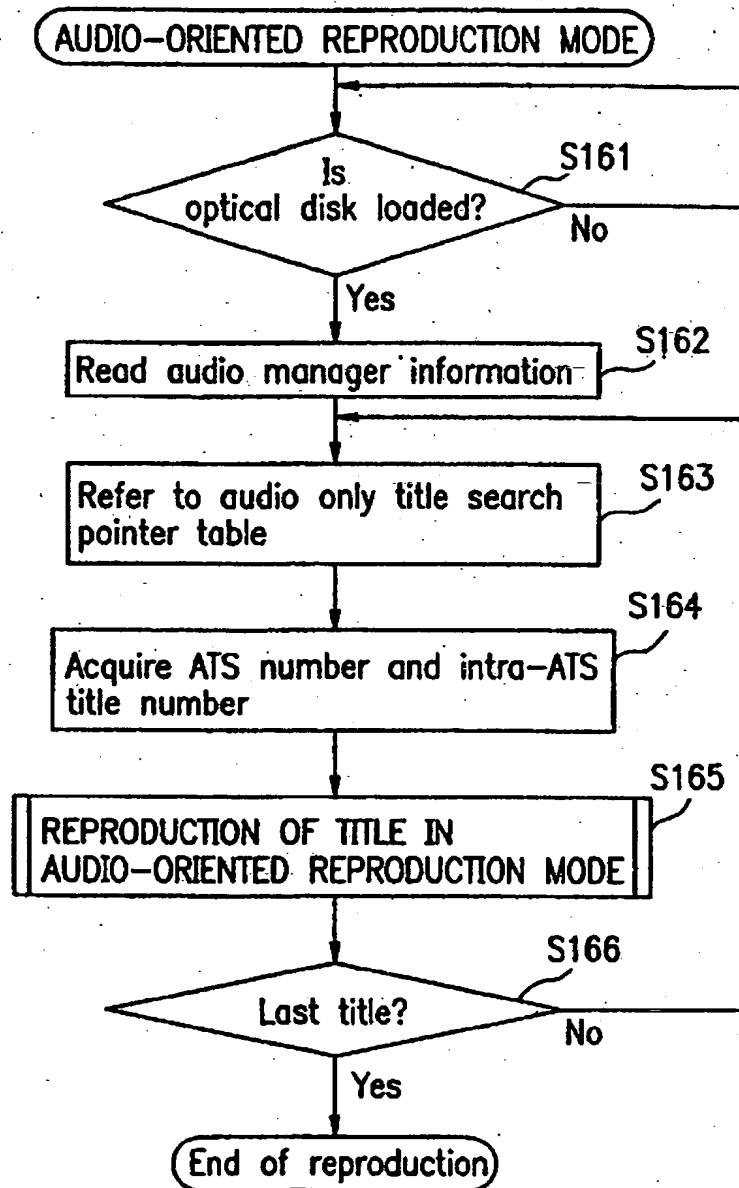 AUDIO-ORIENTED REPRODUCTION MODE
S161
Is
optical disk loaded?
No
Yes
S162
Read audio manager information
S163
Refer to audio only title search
pointer table
S164
Acquire ATS number and intra-ATS
title number
S165
REPRODUCTION OF TITLE IN
AUDIO-ORIENTED REPRODUCTION MODE
S166
Last title?
No
Yes
End of reproduction